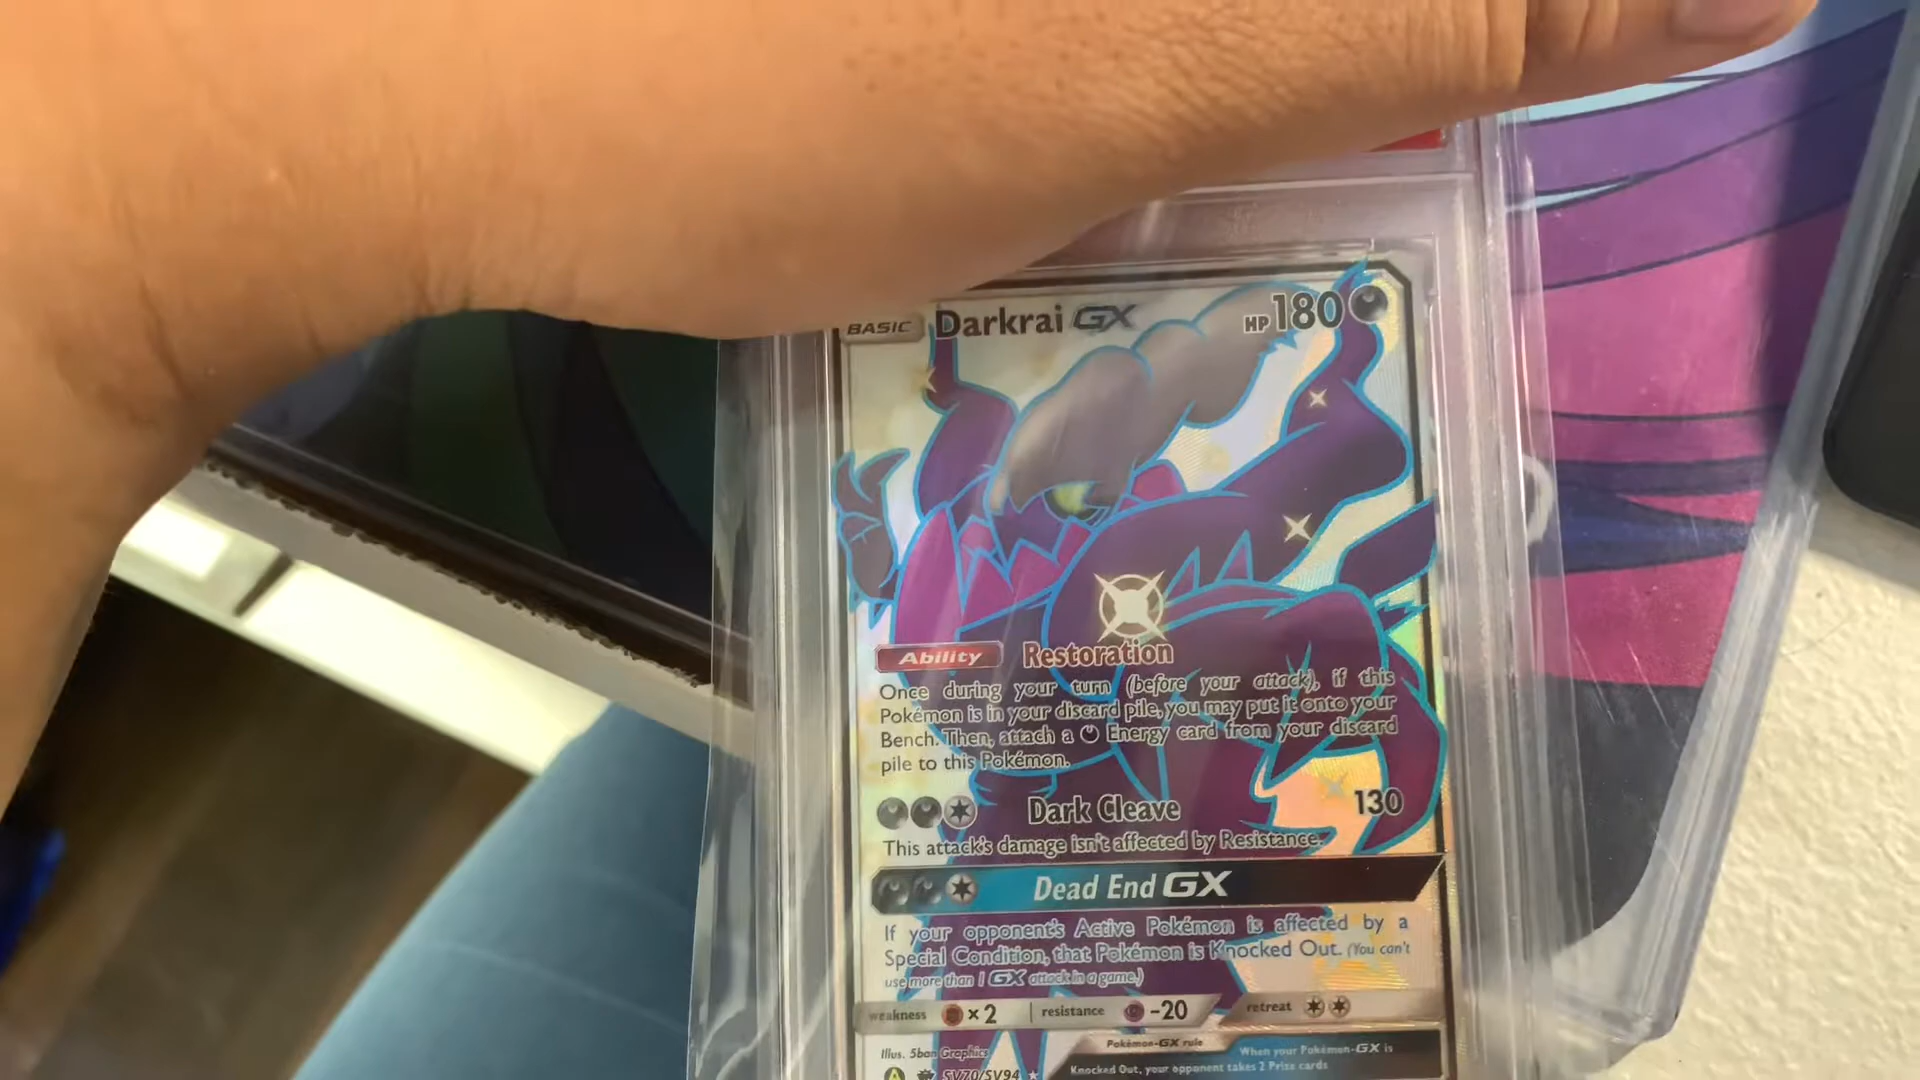 BASIC Darkrai GX HP 180
Ability Restoration
Once during your turn (before your attack), if this
Pokémon is in your discard pile, you may put it onto your
Bench. Then, attach a Energy card from your discard
pile to this Pokémon.
Dark Cleave 130
This attack's damage isn't affected by Resistance.
Dead End GX
If your opponent's Active Pokémon is affected by a
Special Condition, that Pokémon is Knocked Out. (You can't
use more than 1 GX attack in a game.)
weakness ×2 resistance -20 retreat
Illus. 5ban Graphics
Pokémon-GX rule
When your Pokémon-GX is
Knocked Out, your opponent takes 2 Prize cards
SV70/SV94